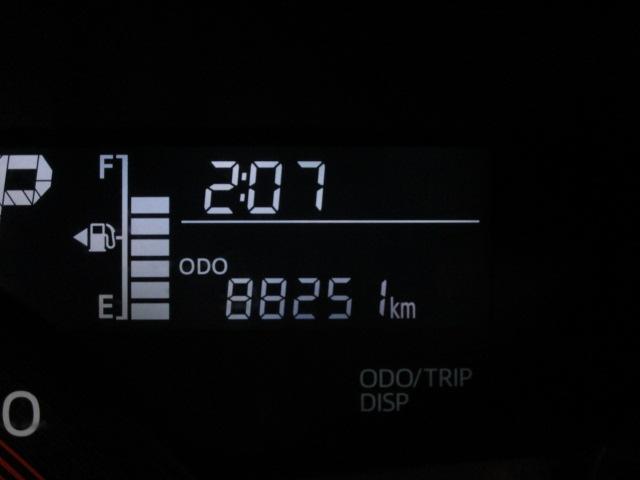 P
F
2:07
ODO
E
88251km
ODO/TRIP
DISP
0